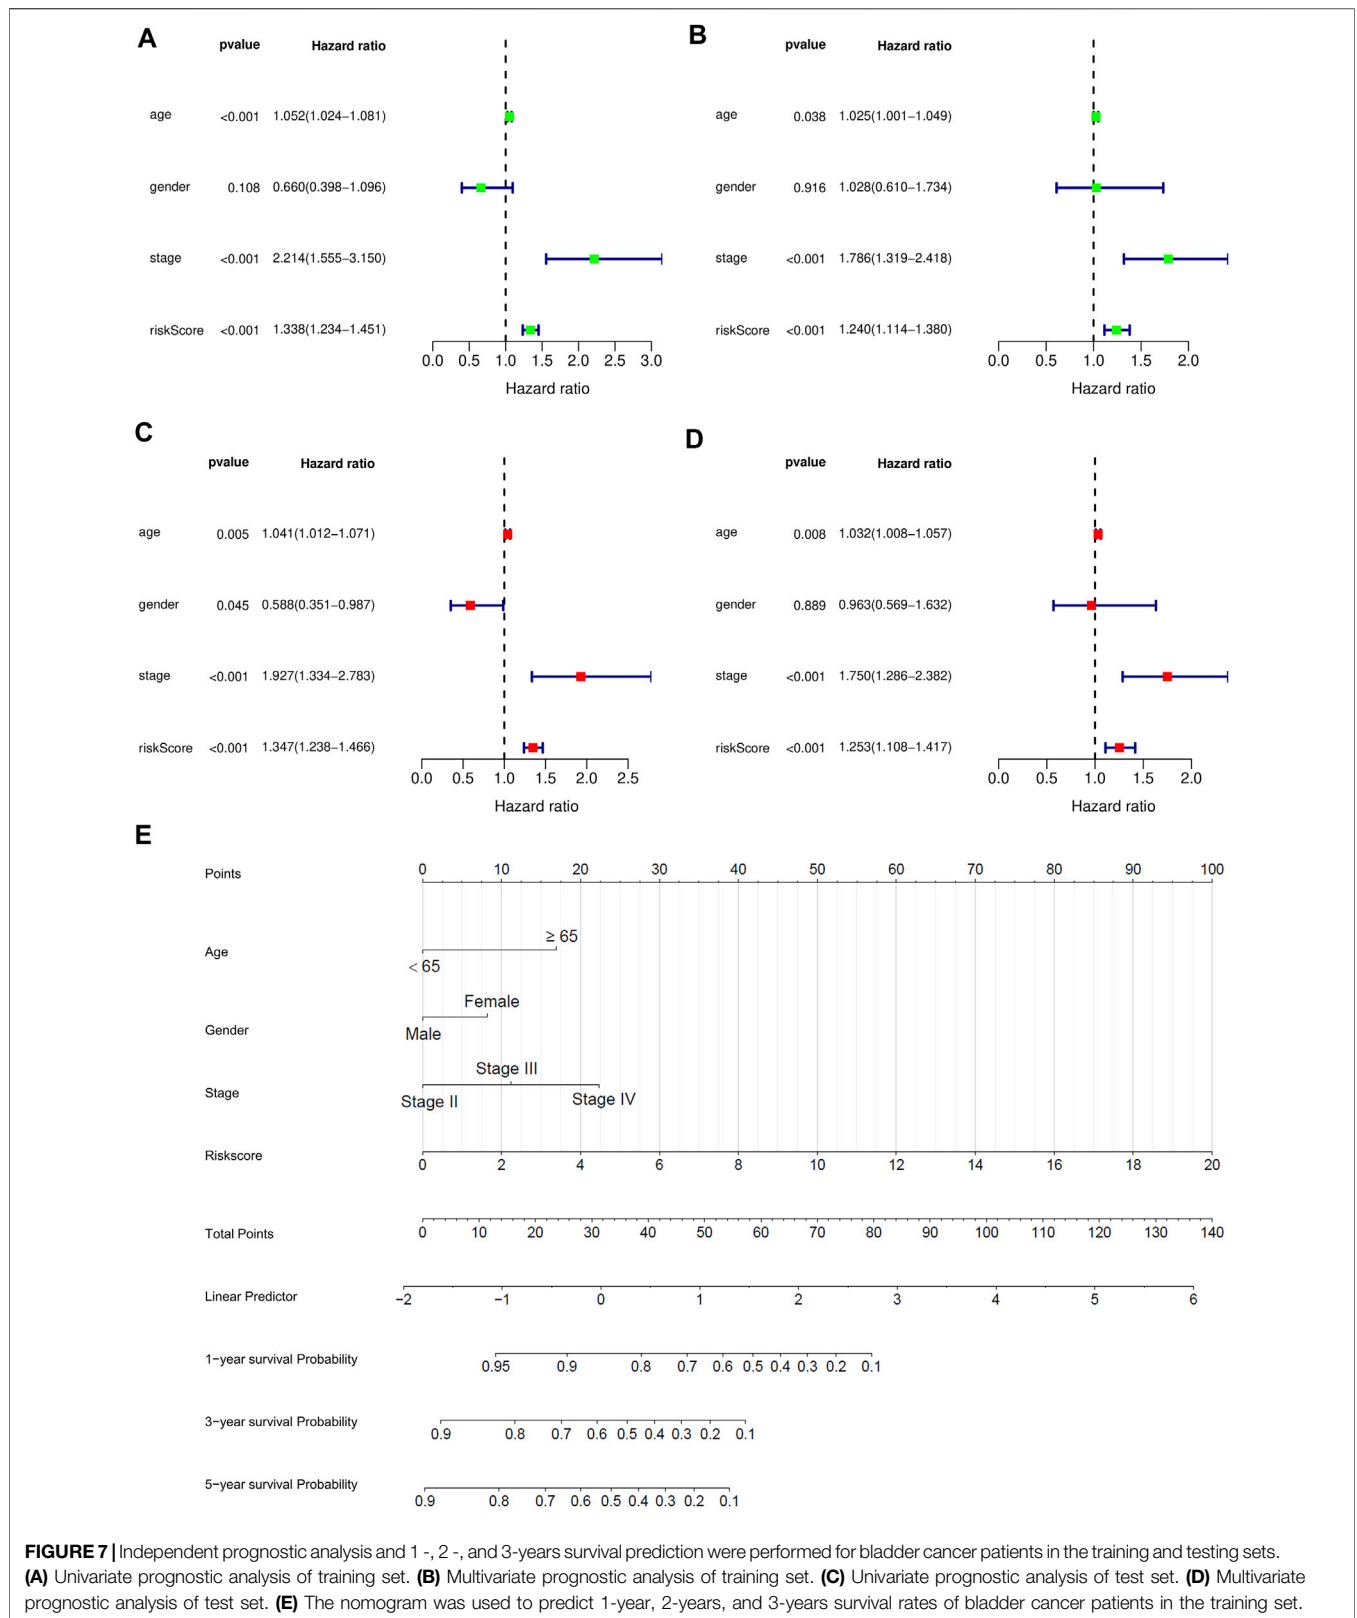 A
pvalue Hazard ratio
age <0.001 1.052(1.024−1.081)
gender 0.108 0.660(0.398−1.096)
stage <0.001 2.214(1.555−3.150)
riskScore <0.001 1.338(1.234−1.451)
0.0 0.5 1.0 1.5 2.0 2.5 3.0
Hazard ratio
B
pvalue Hazard ratio
age 0.038 1.025(1.001−1.049)
gender 0.916 1.028(0.610−1.734)
stage <0.001 1.786(1.319−2.418)
riskScore <0.001 1.240(1.114−1.380)
0.0 0.5 1.0 1.5 2.0
Hazard ratio
C
pvalue Hazard ratio
age 0.005 1.041(1.012−1.071)
gender 0.045 0.588(0.351−0.987)
stage <0.001 1.927(1.334−2.783)
riskScore <0.001 1.347(1.238−1.466)
0.0 0.5 1.0 1.5 2.0 2.5
Hazard ratio
D
pvalue Hazard ratio
age 0.008 1.032(1.008−1.057)
gender 0.889 0.963(0.569−1.632)
stage <0.001 1.750(1.286−2.382)
riskScore <0.001 1.253(1.108−1.417)
0.0 0.5 1.0 1.5 2.0
Hazard ratio
E
Points 0 10 20 30 40 50 60 70 80 90 100
≥ 65
Age
< 65
Female
Gender
Male
Stage III
Stage
Stage II Stage IV
Riskscore 0 2 4 6 8 10 12 14 16 18 20
Total Points 0 10 20 30 40 50 60 70 80 90 100 110 120 130 140
Linear Predictor −2 −1 0 1 2 3 4 5 6
1−year survival Probability 0.95 0.9 0.8 0.7 0.6 0.5 0.4 0.3 0.2 0.1
3−year survival Probability 0.9 0.8 0.7 0.6 0.5 0.4 0.3 0.2 0.1
5−year survival Probability 0.9 0.8 0.7 0.6 0.5 0.4 0.3 0.2 0.1
FIGURE 7 | Independent prognostic analysis and 1 -, 2 -, and 3-years survival prediction were performed for bladder cancer patients in the training and testing sets.
(A) Univariate prognostic analysis of training set. (B) Multivariate prognostic analysis of training set. (C) Univariate prognostic analysis of test set. (D) Multivariate
prognostic analysis of test set. (E) The nomogram was used to predict 1-year, 2-years, and 3-years survival rates of bladder cancer patients in the training set.